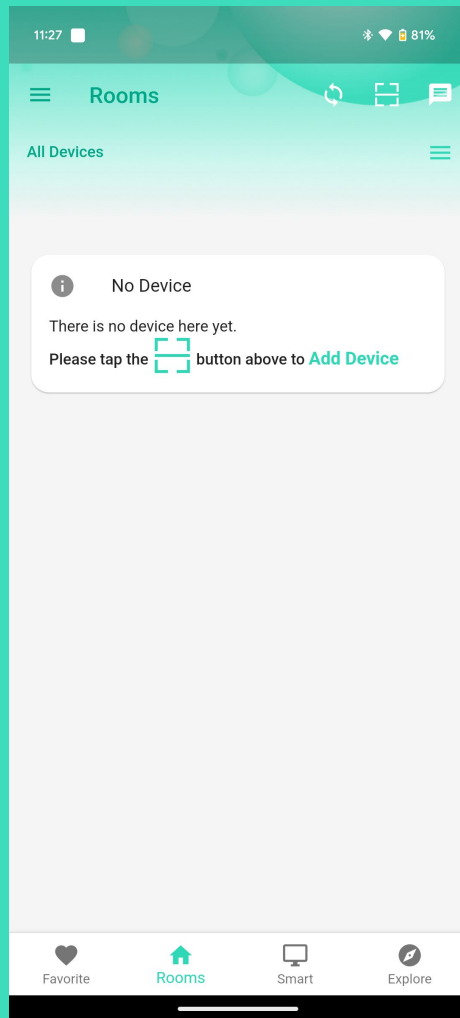 11:27
81%
Rooms
All Devices
No Device
There is no device here yet.
Please tap the button above to Add Device
Favorite
Rooms
Smart
Explore